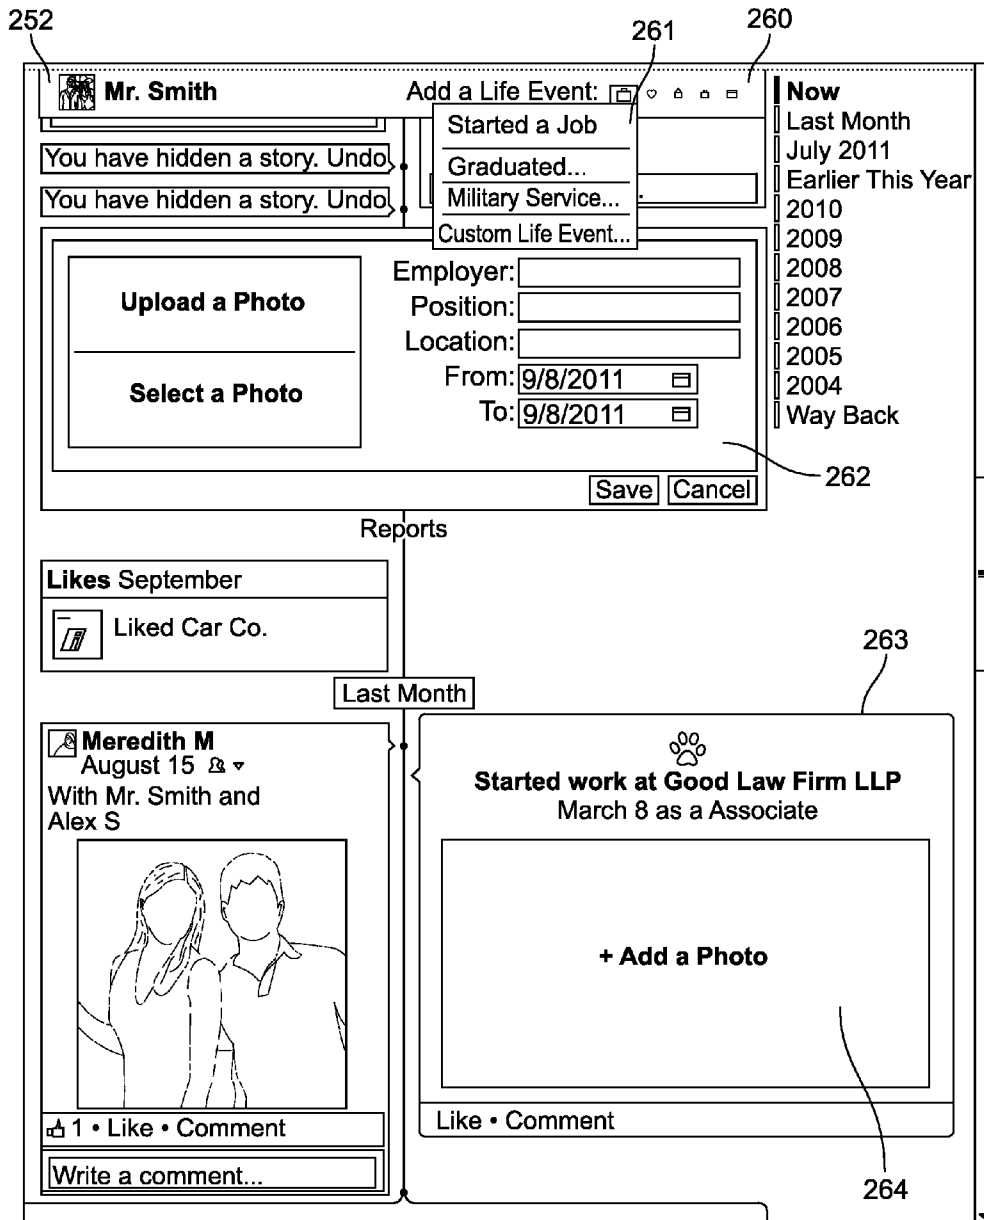 252
261
260
Mr. Smith
Add a Life Event:
Started a Job
Graduated...
Military Service...
Custom Life Event...
Now
Last Month
July 2011
Earlier This Year
2010
2009
2008
2007
2006
2005
2004
Way Back
You have hidden a story. Undo
You have hidden a story. Undo
Upload a Photo
Select a Photo
Employer:
Position:
Location:
From: 9/8/2011
To: 9/8/2011
262
Save Cancel
Reports
Likes September
Liked Car Co.
263
Last Month
Meredith M
August 15
With Mr. Smith and
Alex S
1 • Like • Comment
Write a comment...
Started work at Good Law Firm LLP
March 8 as a Associate
+ Add a Photo
Like • Comment
264